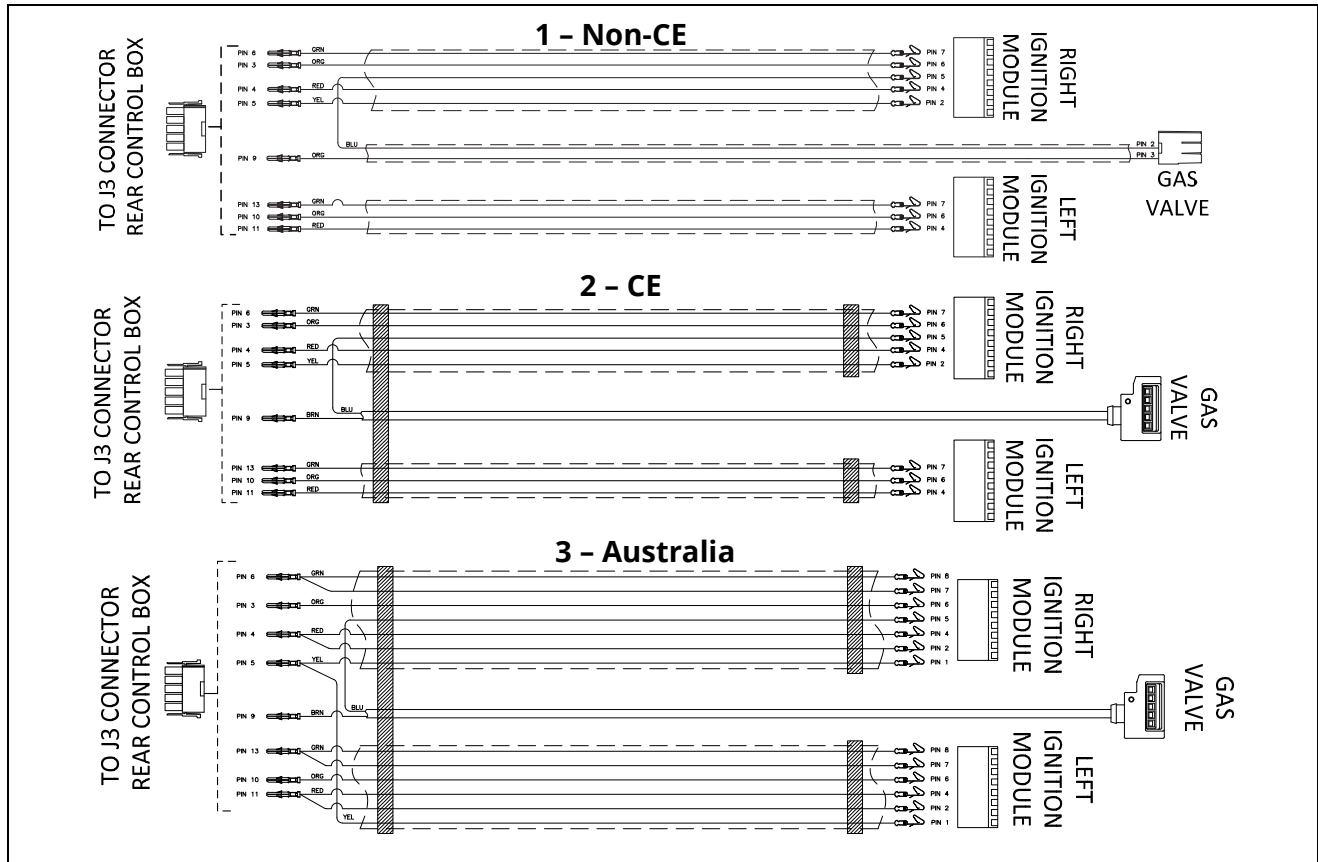 1 – Non-CE
TO J3 CONNECTOR
REAR CONTROL BOX
PIN 6 GRN PIN 7
PIN 3 ORG PIN 6
PIN 5
PIN 4 RED PIN 4
PIN 5 YEL PIN 2
RIGHT
IGNITION
MODULE
BLU PIN 2
PIN 9 ORG PIN 3
GAS
VALVE
PIN 13 GRN PIN 7
PIN 10 ORG PIN 6
PIN 11 RED PIN 4
LEFT
IGNITION
MODULE
2 – CE
TO J3 CONNECTOR
REAR CONTROL BOX
PIN 6 GRN PIN 7
PIN 3 ORG PIN 6
PIN 5
PIN 4 RED PIN 4
PIN 5 YEL PIN 2
RIGHT
IGNITION
MODULE
BLU
PIN 9 BRN
GAS
VALVE
PIN 13 GRN PIN 7
PIN 10 ORG PIN 6
PIN 11 RED PIN 4
LEFT
IGNITION
MODULE
3 – Australia
TO J3 CONNECTOR
REAR CONTROL BOX
PIN 6 GRN PIN 8
PIN 7
PIN 3 ORG PIN 6
PIN 5
PIN 4 RED PIN 4
PIN 2
PIN 5 YEL PIN 1
RIGHT
IGNITION
MODULE
BLU
PIN 9 BRN
GAS
VALVE
PIN 13 GRN PIN 8
PIN 7
PIN 10 ORG PIN 6
PIN 11 RED PIN 4
PIN 2
YEL PIN 1
LEFT
IGNITION
MODULE